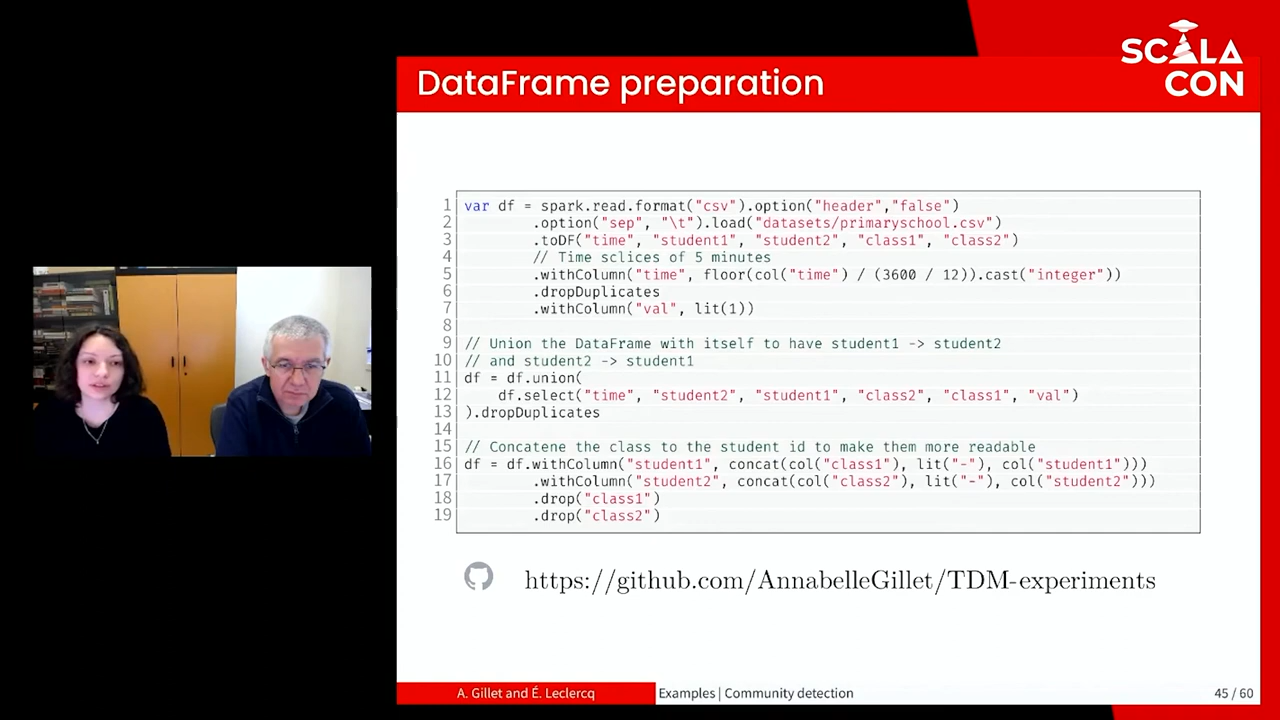 SCALA
CON
DataFrame preparation
1 var df = spark.read.format("csv").option("header","false")
2 .option("sep", "\t").load("datasets/primaryschool.csv")
3 .toDF("time", "student1", "student2", "class1", "class2")
4 // Time sclices of 5 minutes
5 .withColumn("time", floor(col("time") / (3600 / 12)).cast("integer"))
6 .dropDuplicates
7 .withColumn("val", lit(1))
8
9 // Union the DataFrame with itself to have student1 -> student2
10 // and student2 -> student1
11 df = df.union(
12 df.select("time", "student2", "student1", "class2", "class1", "val")
13 ).dropDuplicates
14
15 // Concatene the class to the student id to make them more readable
16 df = df.withColumn("student1", concat(col("class1"), lit("-"), col("student1")))
17 .withColumn("student2", concat(col("class2"), lit("-"), col("student2")))
18 .drop("class1")
19 .drop("class2")
https://github.com/AnnabelleGillet/TDM-experiments
A. Gillet and É. Leclercq Examples | Community detection 45 / 60